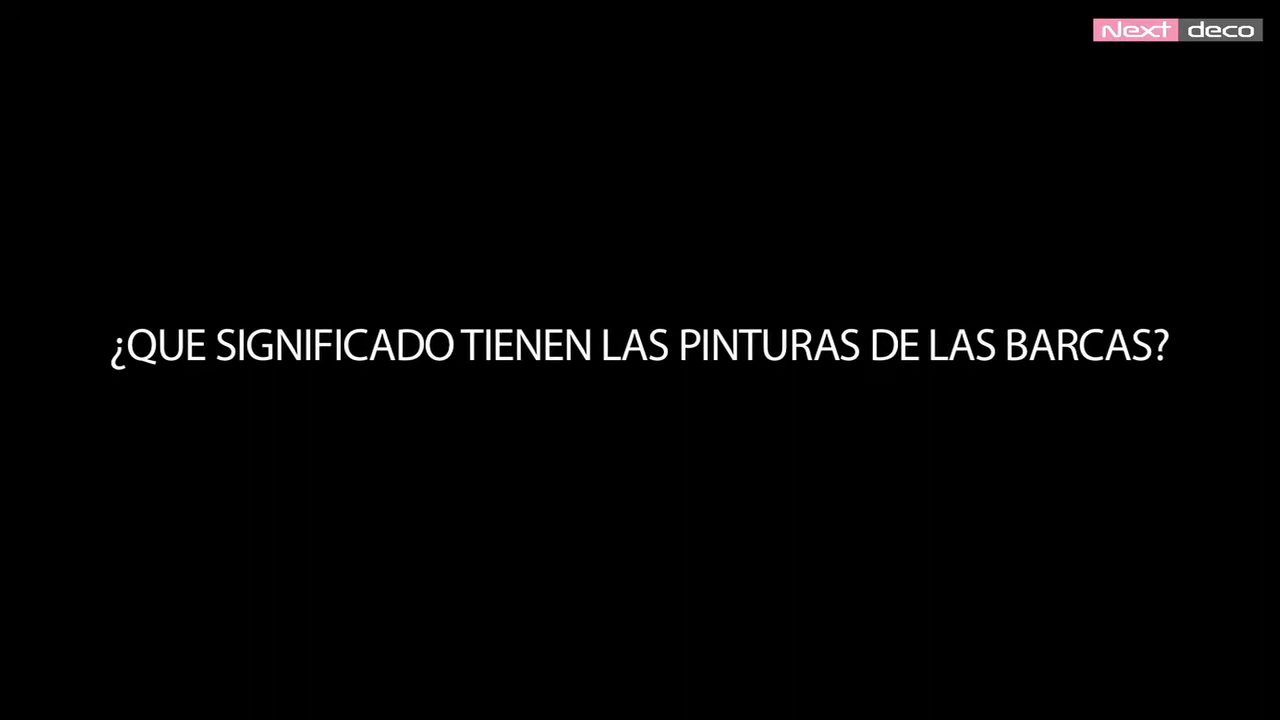 Next deco
¿QUE SIGNIFICADO TIENEN LAS PINTURAS DE LAS BARCAS?